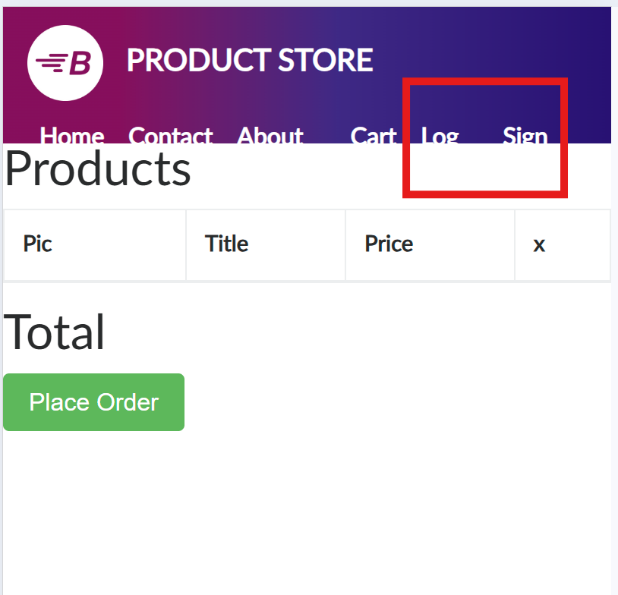 B PRODUCT STORE
Home Contact About Cart Log Sign
Products
Pic Title Price x
Total
Place Order